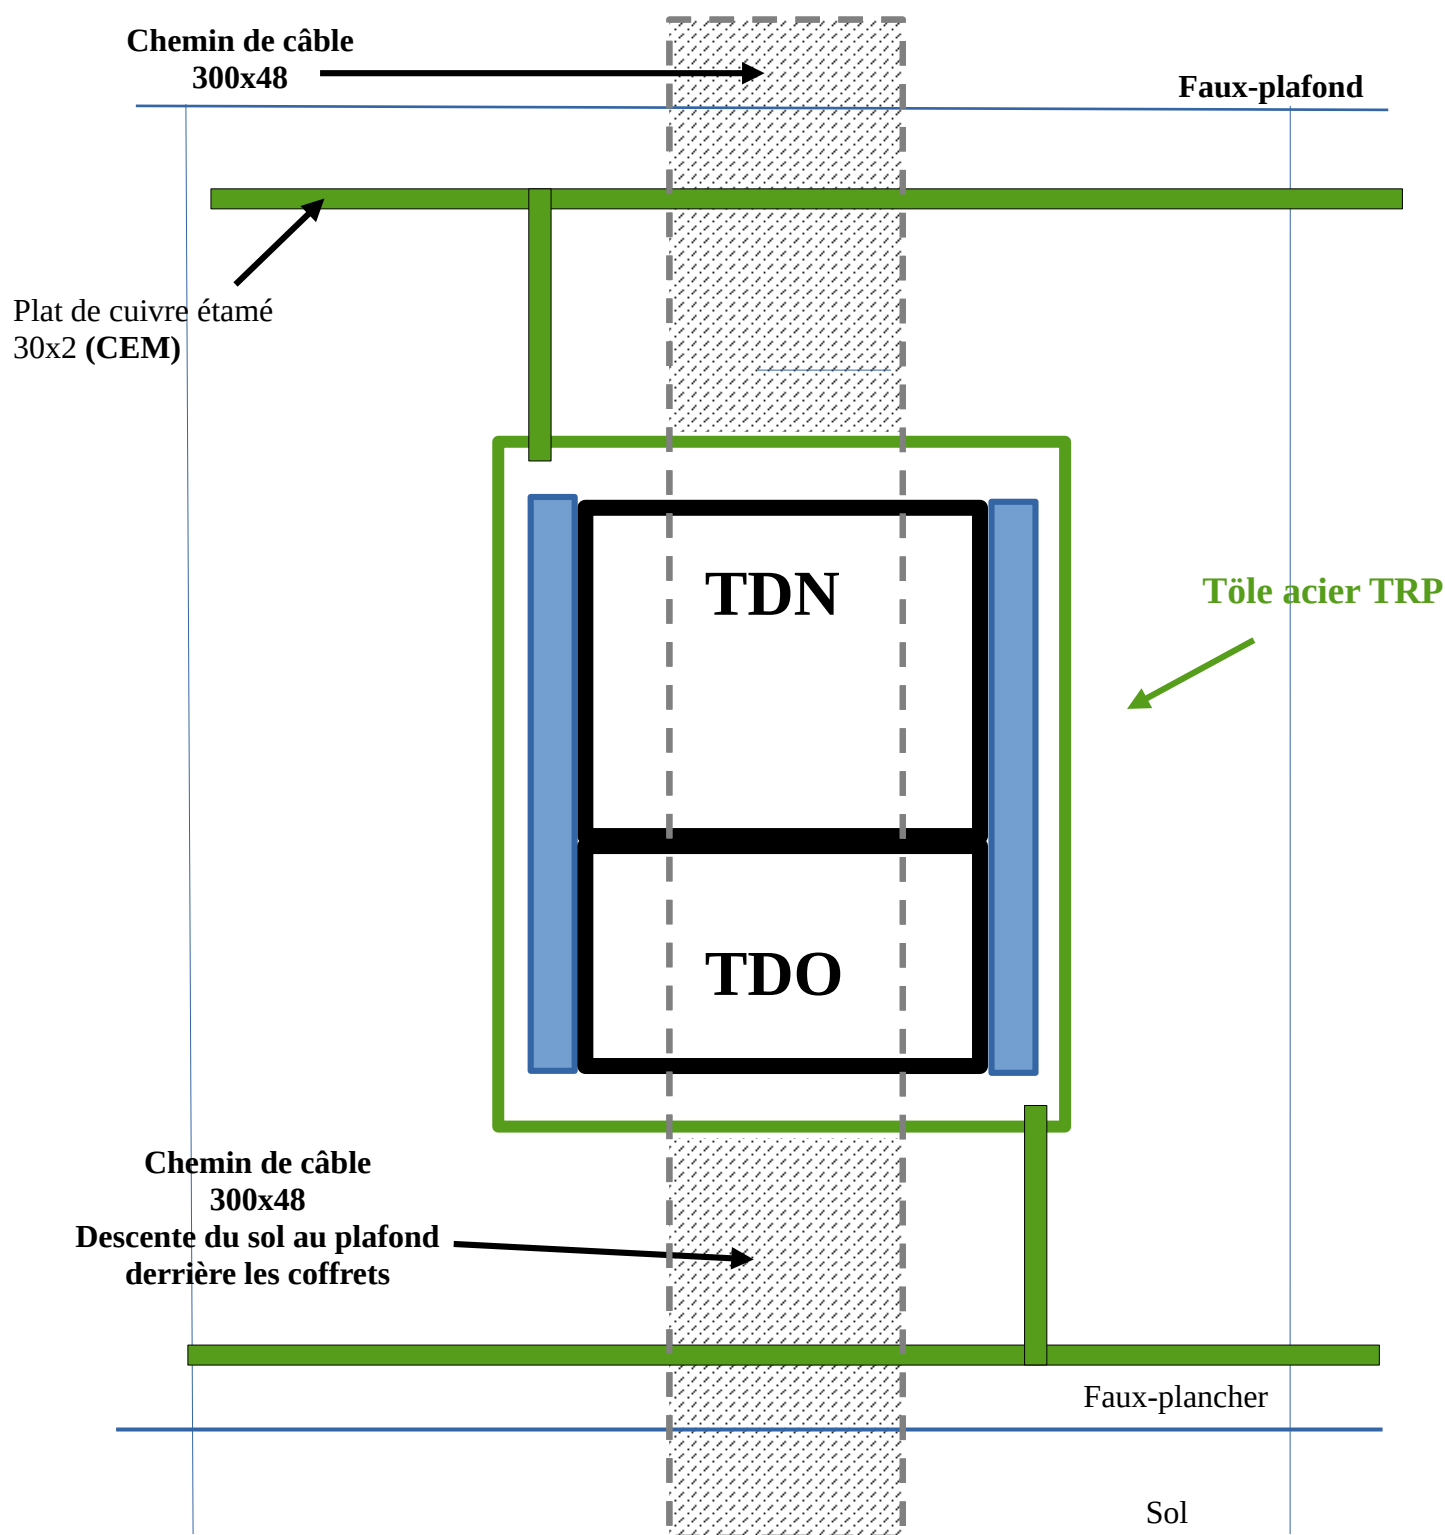 Chemin de câble
300x48
Faux-plafond
Plat de cuivre étamé
30x2 (CEM)
TDN
Töle acier TRP
TDO
Chemin de câble
300x48
Descente du sol au plafond
derrière les coffrets
Faux-plancher
Sol